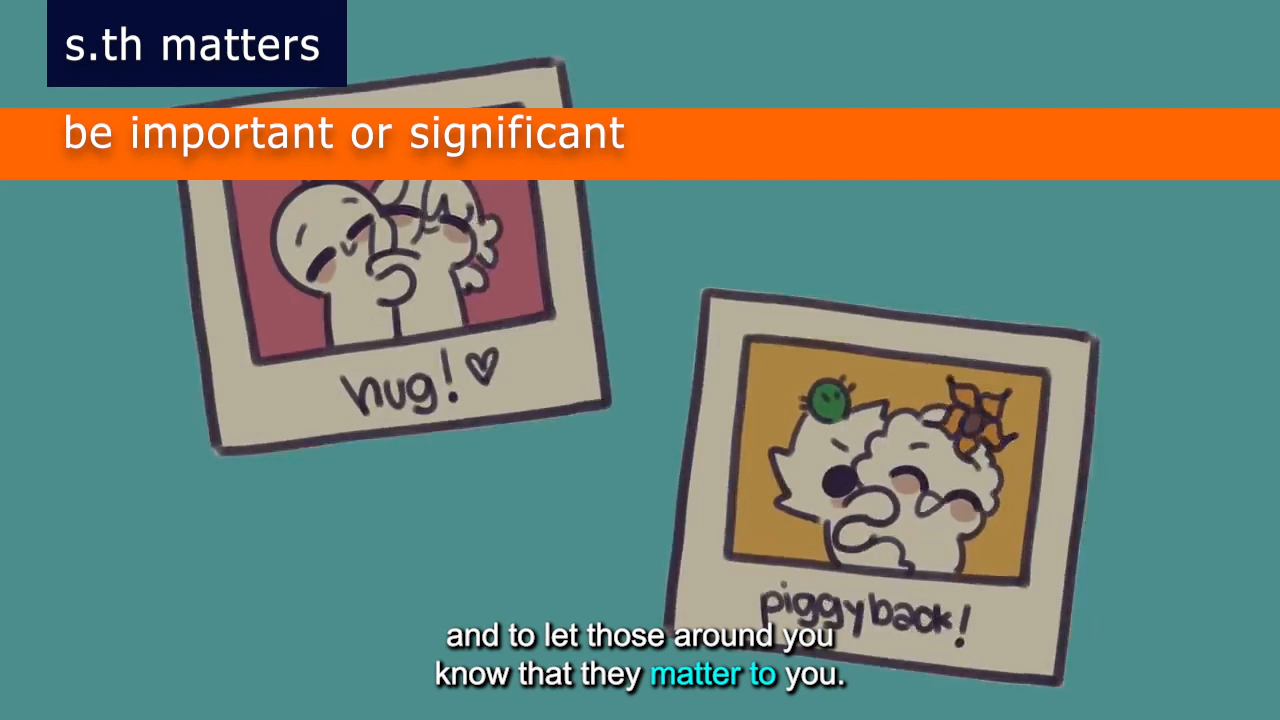 s.th matters
be important or significant
hug! ♡
piggyback!
and to let those around you
know that they matter to you.